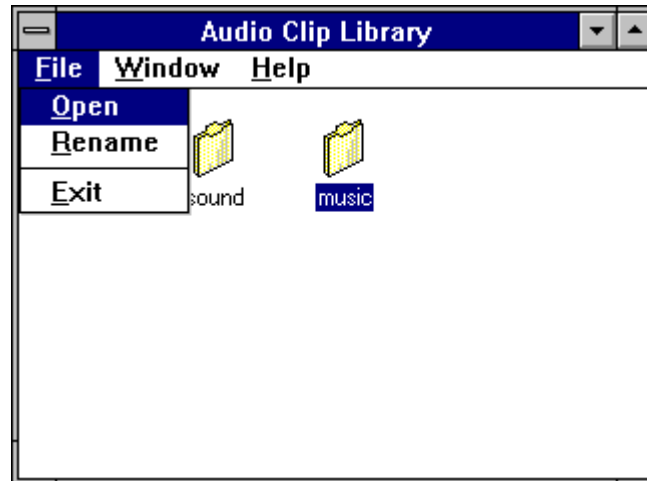 Audio Clip Library
File Window Help
Open
Rename
Exit
sound music